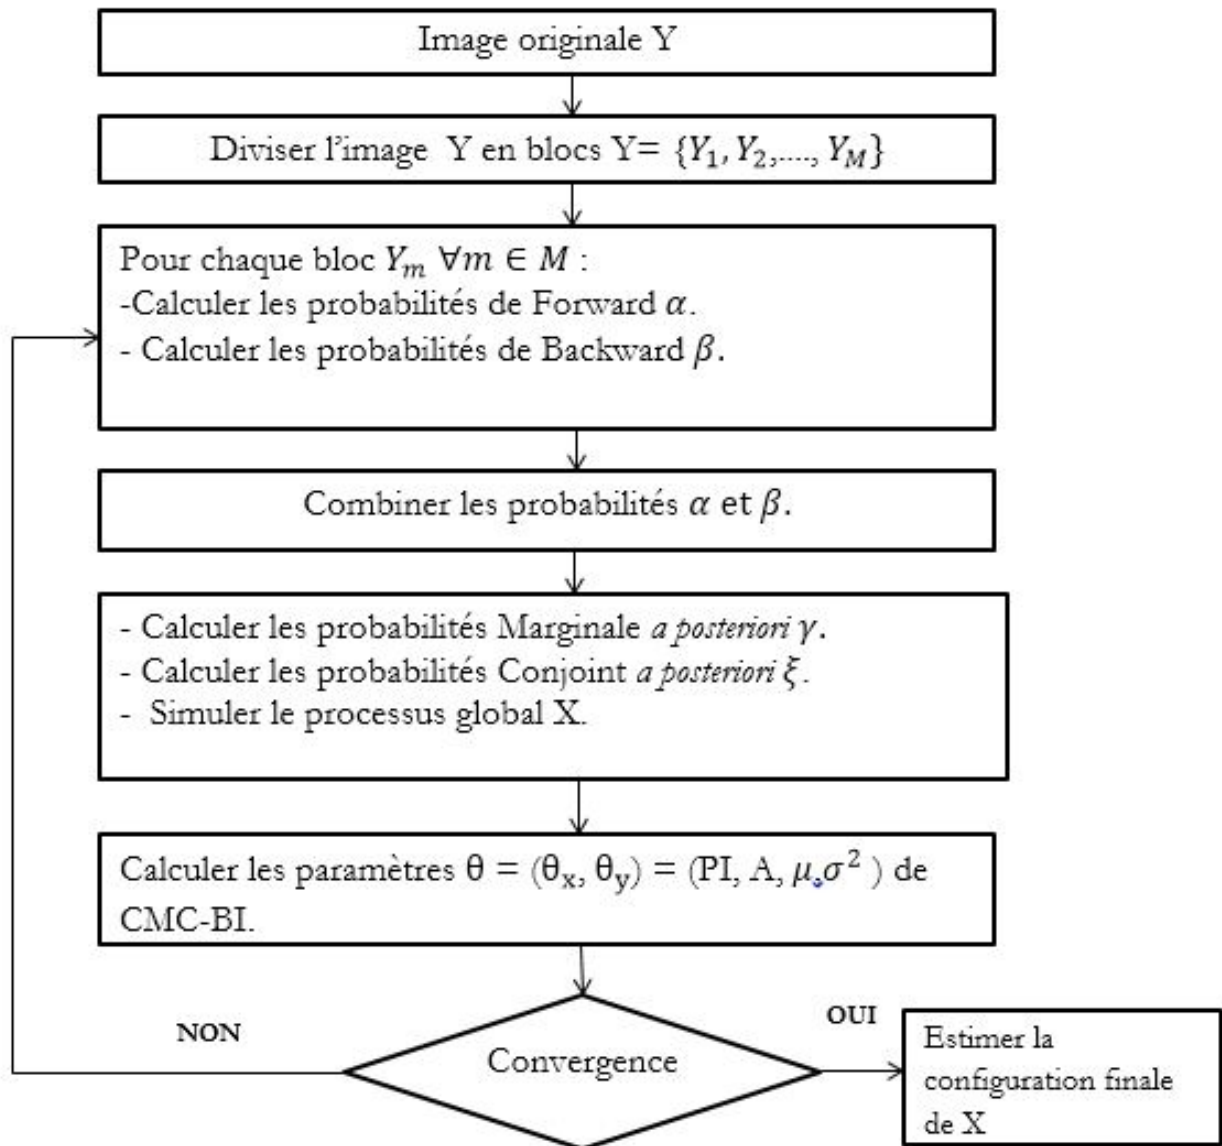 Image originale Y
Diviser l'image Y en blocs Y= {𝑌₁, 𝑌₂,...., 𝑌_M}
Pour chaque bloc 𝑌_m ∀m ∈ M :
-Calculer les probabilités de Forward α.
- Calculer les probabilités de Backward β.
Combiner les probabilités α et β.
- Calculer les probabilités Marginale a posteriori γ.
- Calculer les probabilités Conjoint a posteriori ξ.
- Simuler le processus global X.
Calculer les paramètres θ = (θₓ, θ_y) = (PI, A, μ,σ² ) de
CMC-BI.
NON
Convergence
OUI
Estimer la
configuration finale
de X